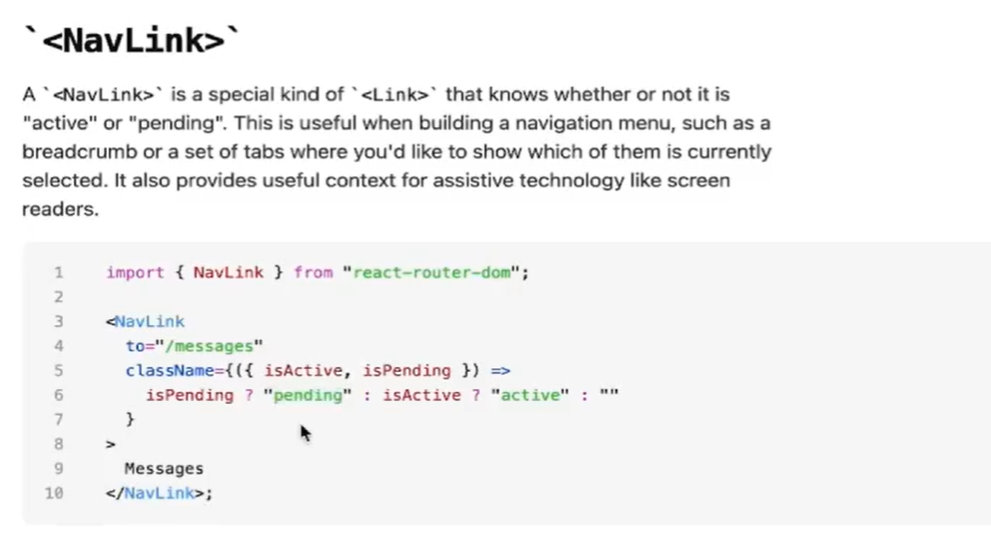 `<NavLink>`
A `<NavLink>` is a special kind of `<Link>` that knows whether or not it is
"active" or "pending". This is useful when building a navigation menu, such as a
breadcrumb or a set of tabs where you'd like to show which of them is currently
selected. It also provides useful context for assistive technology like screen
readers.
1 import { NavLink } from "react-router-dom";
2
3 <NavLink
4 to="/messages"
5 className={({ isActive, isPending }) =>
6 isPending ? "pending" : isActive ? "active" : ""
7 }
8 >
9 Messages
10 </NavLink>;